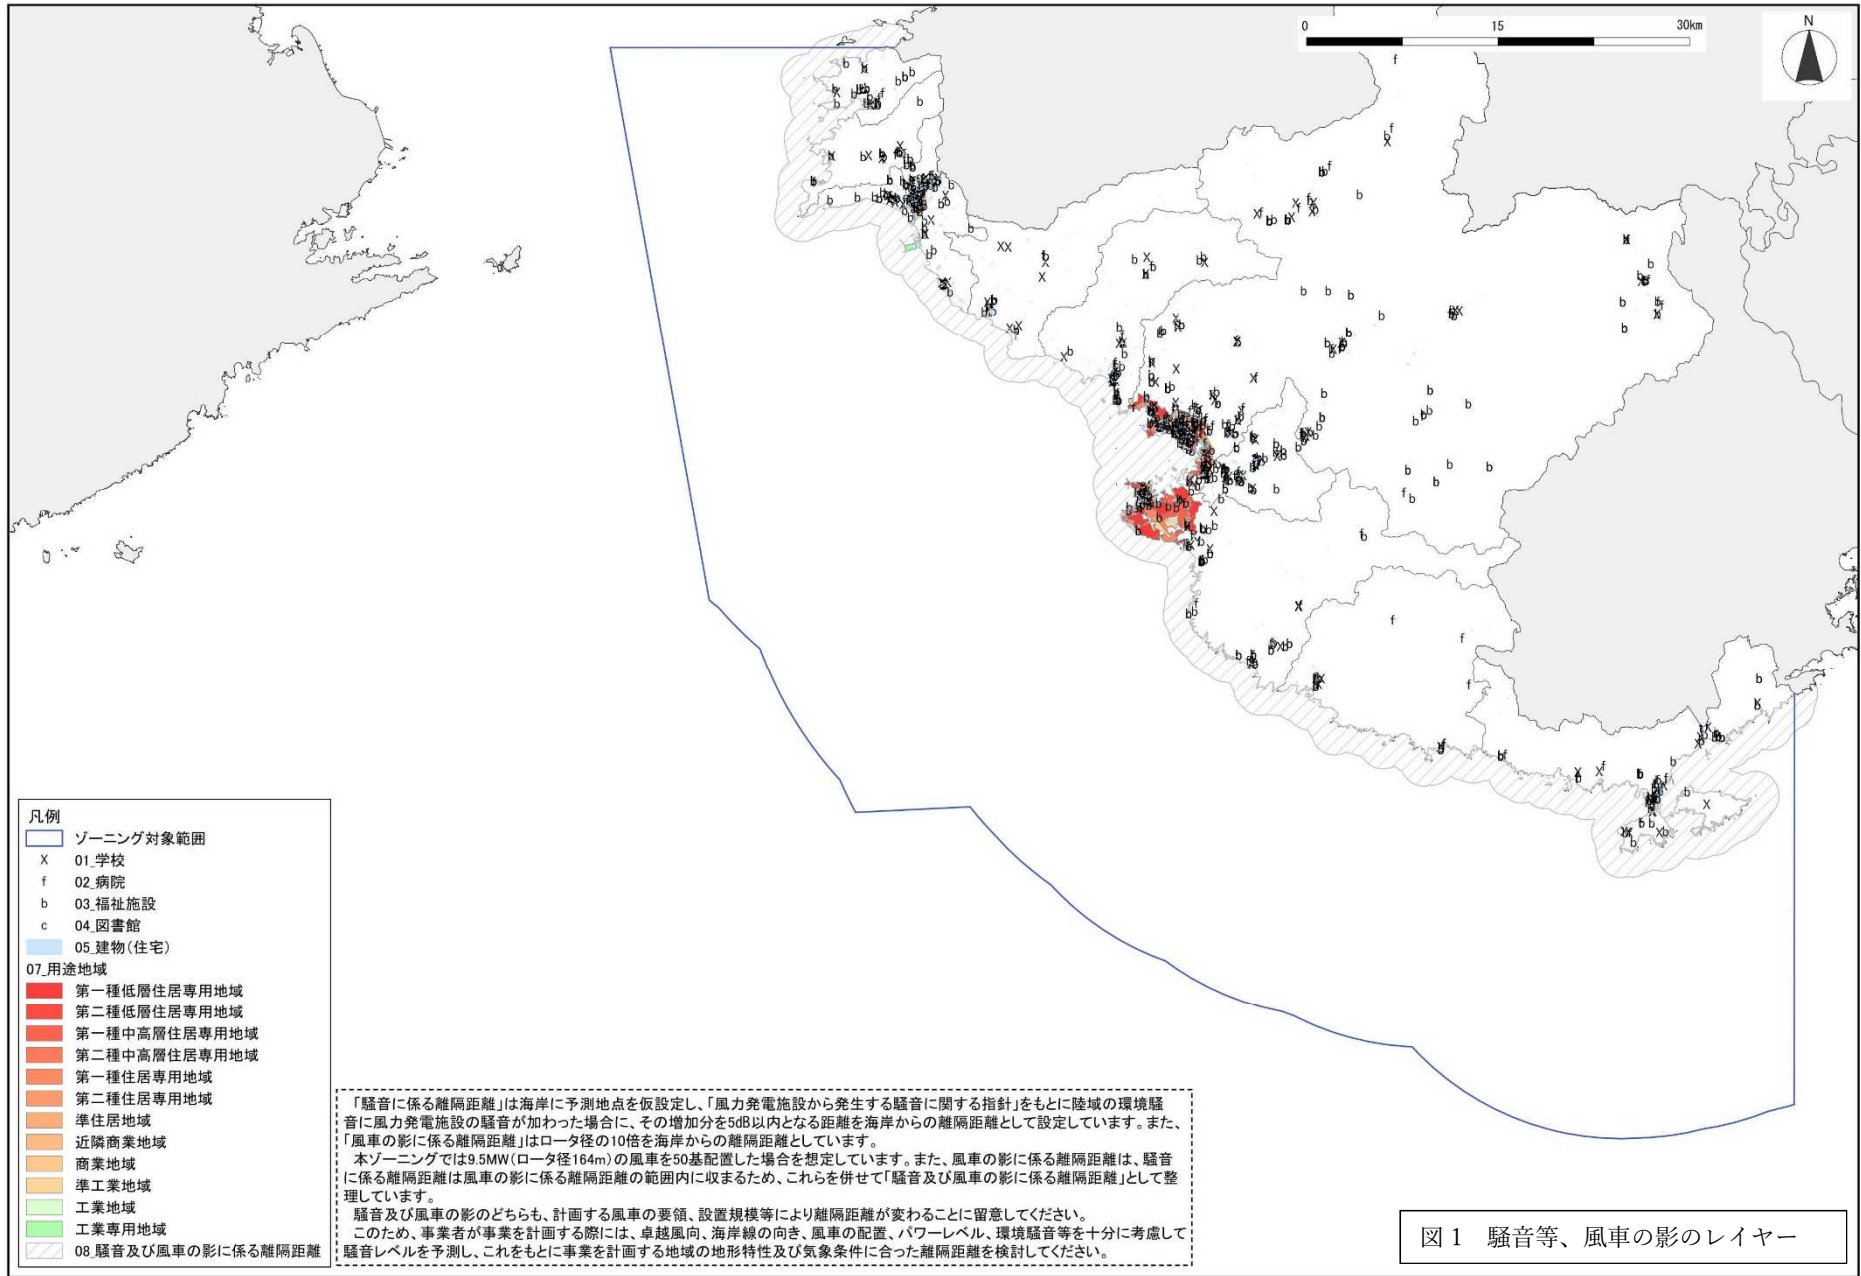 0 15 30km
N
凡例
ゾーニング対象範囲
X 01_学校
f 02_病院
b 03_福祉施設
c 04_図書館
05_建物(住宅)
07_用途地域
第一種低層住居専用地域
第二種低層住居専用地域
第一種中高層住居専用地域
第二種中高層住居専用地域
第一種住居専用地域
第二種住居専用地域
準住居地域
近隣商業地域
商業地域
準工業地域
工業地域
工業専用地域
08_騒音及び風車の影に係る離隔距離
「騒音に係る離隔距離」は海岸に予測地点を仮設定し、「風力発電施設から発生する騒音に関する指針」をもとに陸域の環境騒
音に風力発電施設の騒音が加わった場合に、その増加分を5dB以内となる距離を海岸からの離隔距離として設定しています。また、
「風車の影に係る離隔距離」はロータ径の10倍を海岸からの離隔距離としています。
本ゾーニングでは9.5MW(ロータ径164m)の風車を50基配置した場合を想定しています。また、風車の影に係る離隔距離は、騒音
に係る離隔距離は風車の影に係る離隔距離の範囲内に収まるため、これらを併せて「騒音及び風車の影に係る離隔距離」として整
理しています。
騒音及び風車の影のどちらも、計画する風車の要領、設置規模等により離隔距離が変わることに留意してください。
このため、事業者が事業を計画する際には、卓越風向、海岸線の向き、風車の配置、パワーレベル、環境騒音等を十分に考慮して
騒音レベルを予測し、これをもとに事業を計画する地域の地形特性及び気象条件に合った離隔距離を検討してください。
図1 騒音等、風車の影のレイヤー